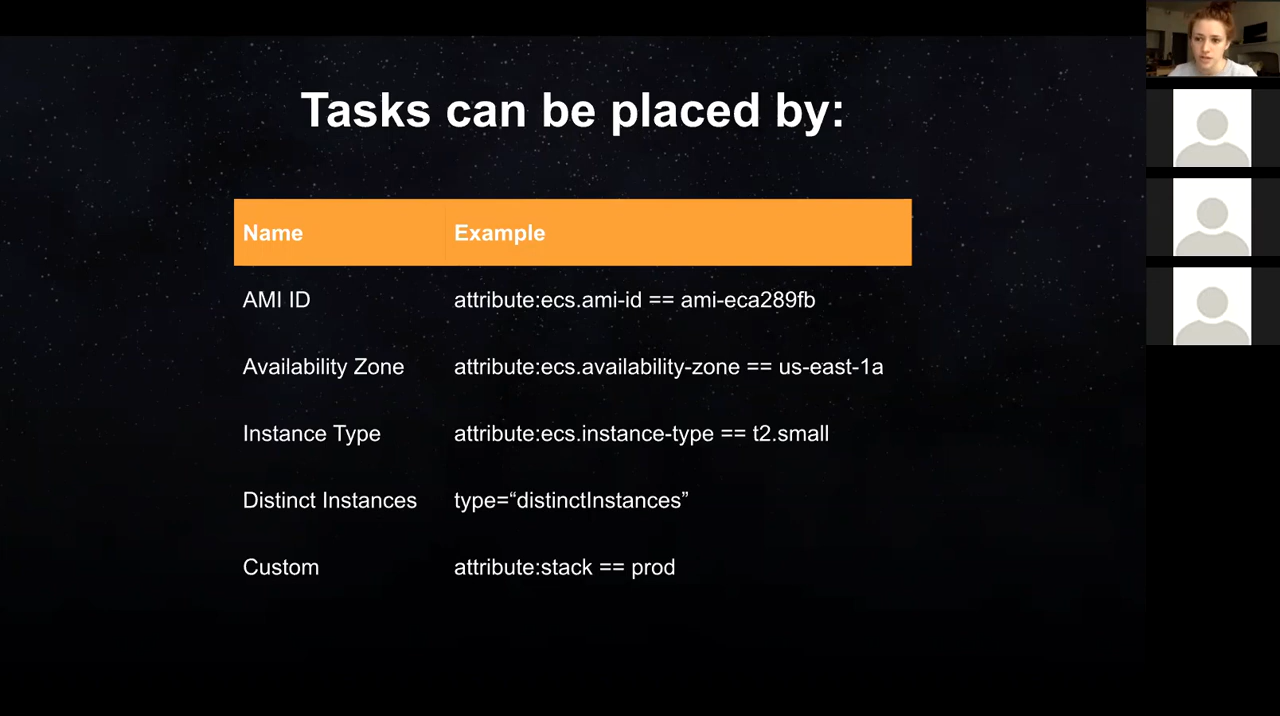 Tasks can be placed by:
Name Example
AMI ID attribute:ecs.ami-id == ami-eca289fb
Availability Zone attribute:ecs.availability-zone == us-east-1a
Instance Type attribute:ecs.instance-type == t2.small
Distinct Instances type=“distinctInstances”
Custom attribute:stack == prod